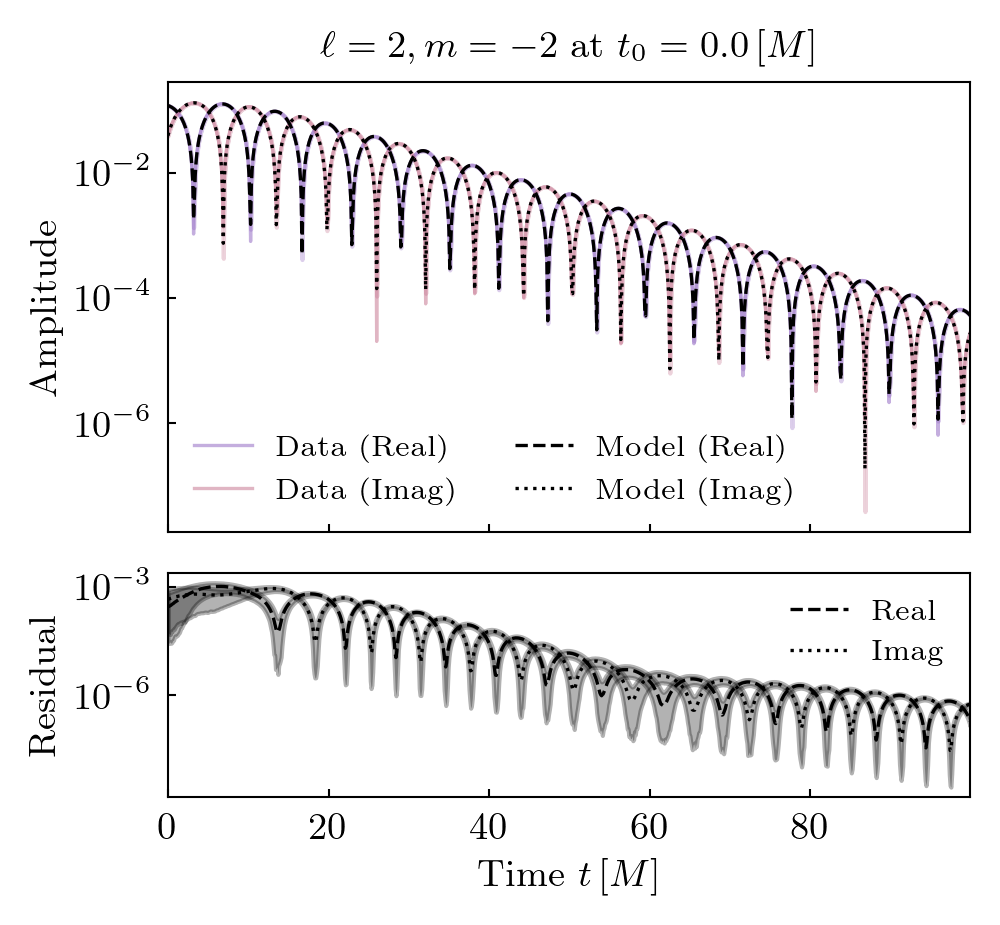 ℓ = 2, m = −2 at t₀ = 0.0 [M]
Amplitude
10⁻²
10⁻⁴
10⁻⁶
Data (Real)
Data (Imag)
Model (Real)
Model (Imag)
Residual
10⁻³
10⁻⁶
Real
Imag
0 20 40 60 80
Time t [M]